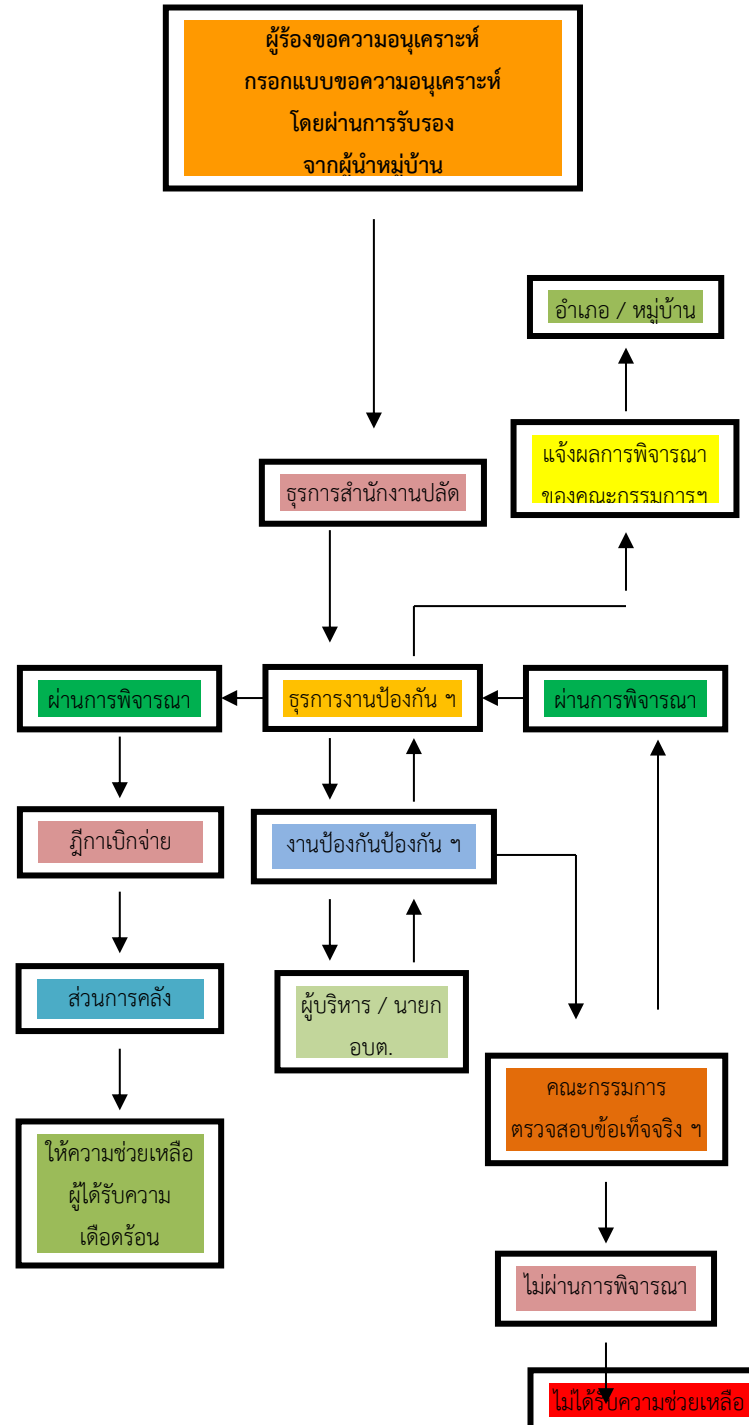 ผู้ร้องขอความอนุเคราะห์
กรอกแบบขอความอนุเคราะห์
โดยผ่านการรับรอง
จากผู้นำหมู่บ้าน
อำเภอ / หมู่บ้าน
แจ้งผลการพิจารณา
ของคณะกรรมการฯ
ธุรการสำนักงานปลัด
ผ่านการพิจารณา
ธุรการงานป้องกัน ฯ
ผ่านการพิจารณา
ฎีกาเบิกจ่าย
งานป้องกันป้องกัน ฯ
ส่วนการคลัง
ผู้บริหาร / นายก
อบต.
คณะกรรมการ
ตรวจสอบข้อเท็จจริง ฯ
ให้ความช่วยเหลือ
ผู้ได้รับความ
เดือดร้อน
ไม่ผ่านการพิจารณา
ไม่ได้รับความช่วยเหลือ